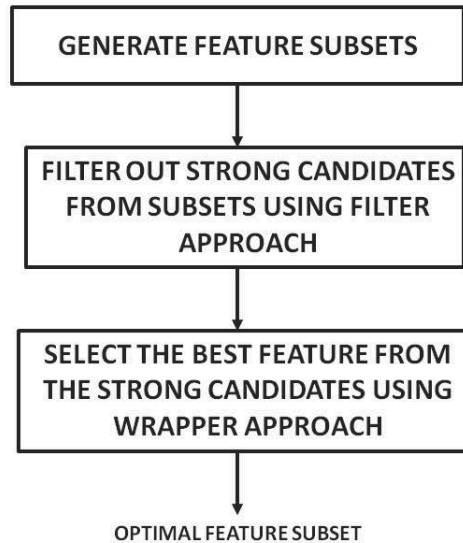 GENERATE FEATURE SUBSETS
FILTER OUT STRONG CANDIDATES
FROM SUBSETS USING FILTER
APPROACH
SELECT THE BEST FEATURE FROM
THE STRONG CANDIDATES USING
WRAPPER APPROACH
OPTIMAL FEATURE SUBSET